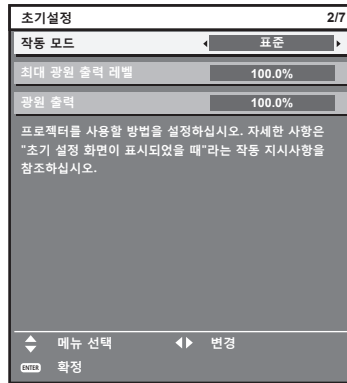 초기설정 2/7
작동 모드 표준
최대 광원 출력 레벨 100.0%
광원 출력 100.0%
프로젝터를 사용할 방법을 설정하십시오. 자세한 사항은
"초기 설정 화면이 표시되었을 때"라는 작동 지시사항을
참조하십시오.
메뉴 선택 변경
ENTER 확정